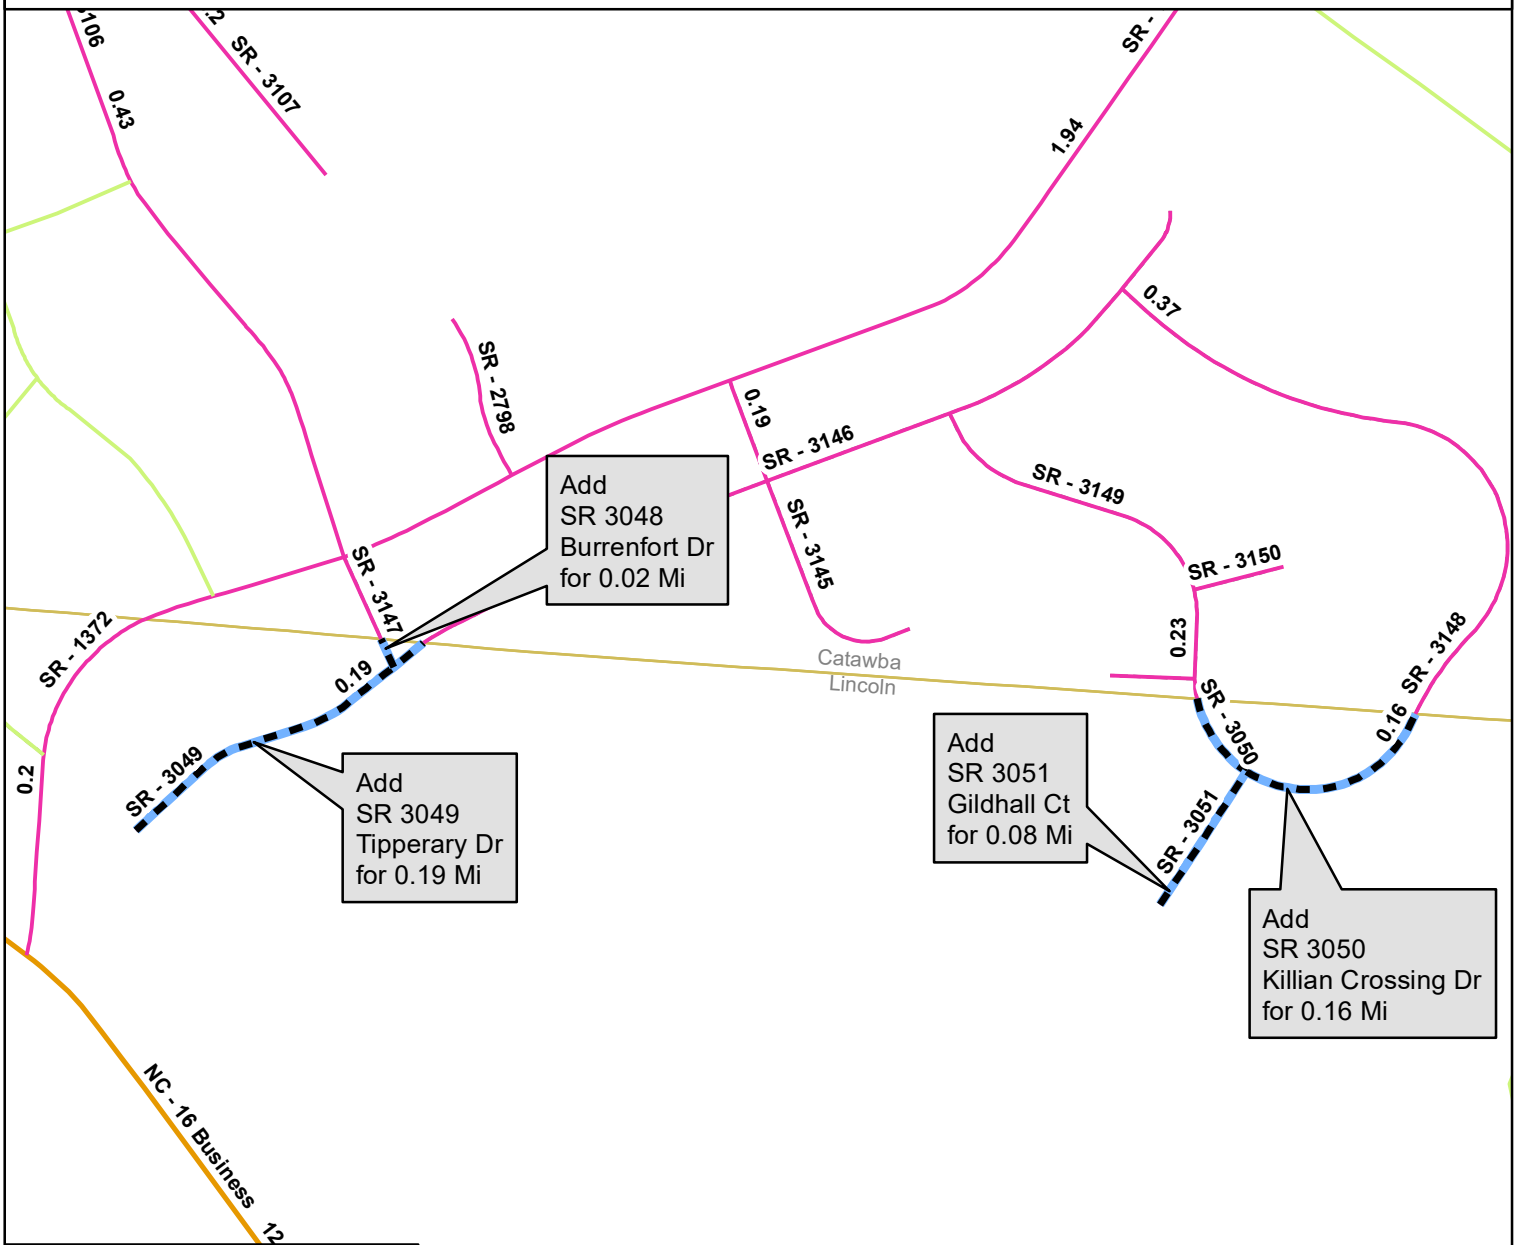 SR - 3107
0.43
SR -
1.94
0.37
SR - 2798
0.19
SR - 3146
SR - 3149
SR - 3145
SR - 3150
Add
SR 3048
Burrenfort Dr
for 0.02 Mi
SR - 3147
SR - 1372
0.23
SR - 3148
Catawba
Lincoln
0.19
SR - 3050
0.16
SR - 3049
0.2
Add
SR 3049
Tipperary Dr
for 0.19 Mi
Add
SR 3051
Gildhall Ct
for 0.08 Mi
SR - 3051
Add
SR 3050
Killian Crossing Dr
for 0.16 Mi
NC - 16 Business
12